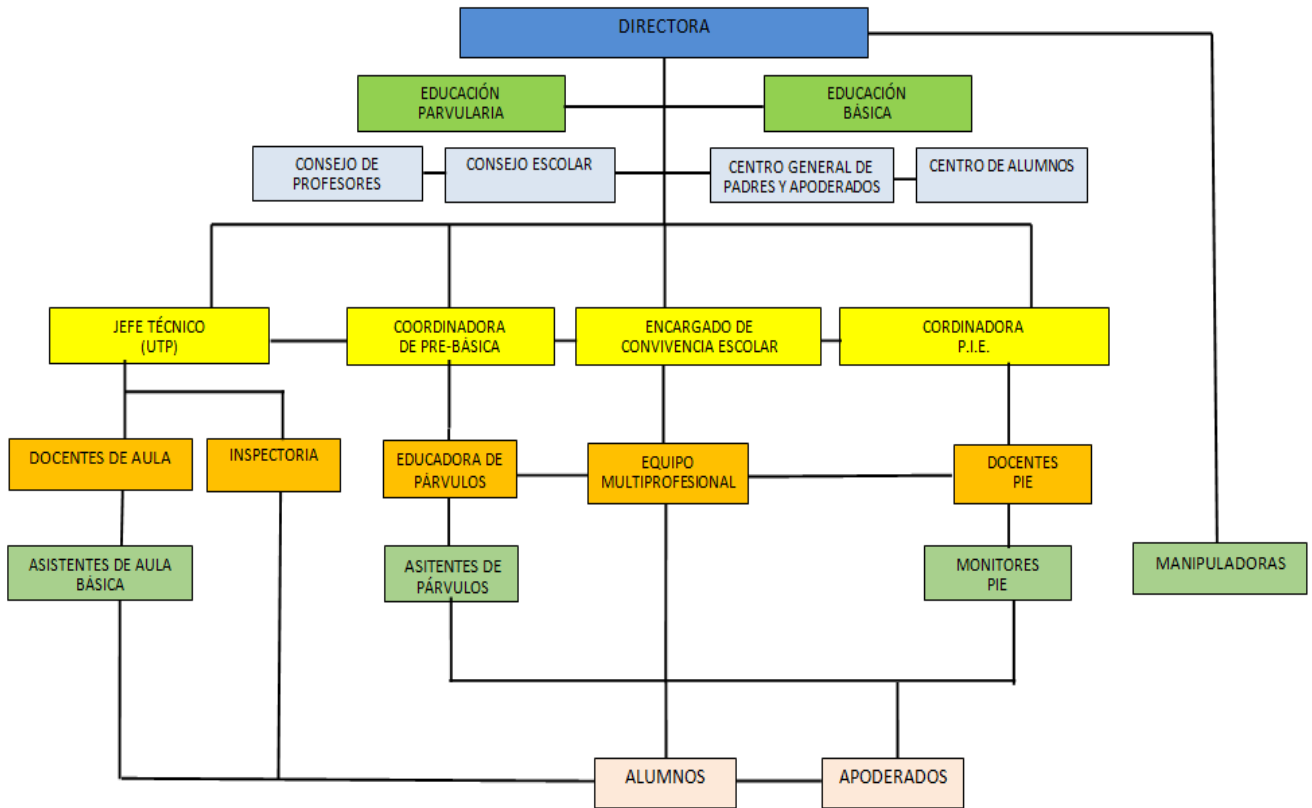 DIRECTORA
EDUCACIÓN
PARVULARIA
EDUCACIÓN
BÁSICA
CONSEJO DE
PROFESORES
CONSEJO ESCOLAR
CENTRO GENERAL DE
PADRES Y APODERADOS
CENTRO DE ALUMNOS
JEFE TÉCNICO
(UTP)
COORDINADORA
DE PRE-BÁSICA
ENCARGADO DE
CONVIVENCIA ESCOLAR
CORDINADORA
P.I.E.
DOCENTES DE AULA
INSPECTORIA
EDUCADORA DE
PÁRVULOS
EQUIPO
MULTIPROFESIONAL
DOCENTES
PIE
ASISTENTES DE AULA
BÁSICA
ASITENTES DE
PÁRVULOS
MONITORES
PIE
MANIPULADORAS
ALUMNOS
APODERADOS